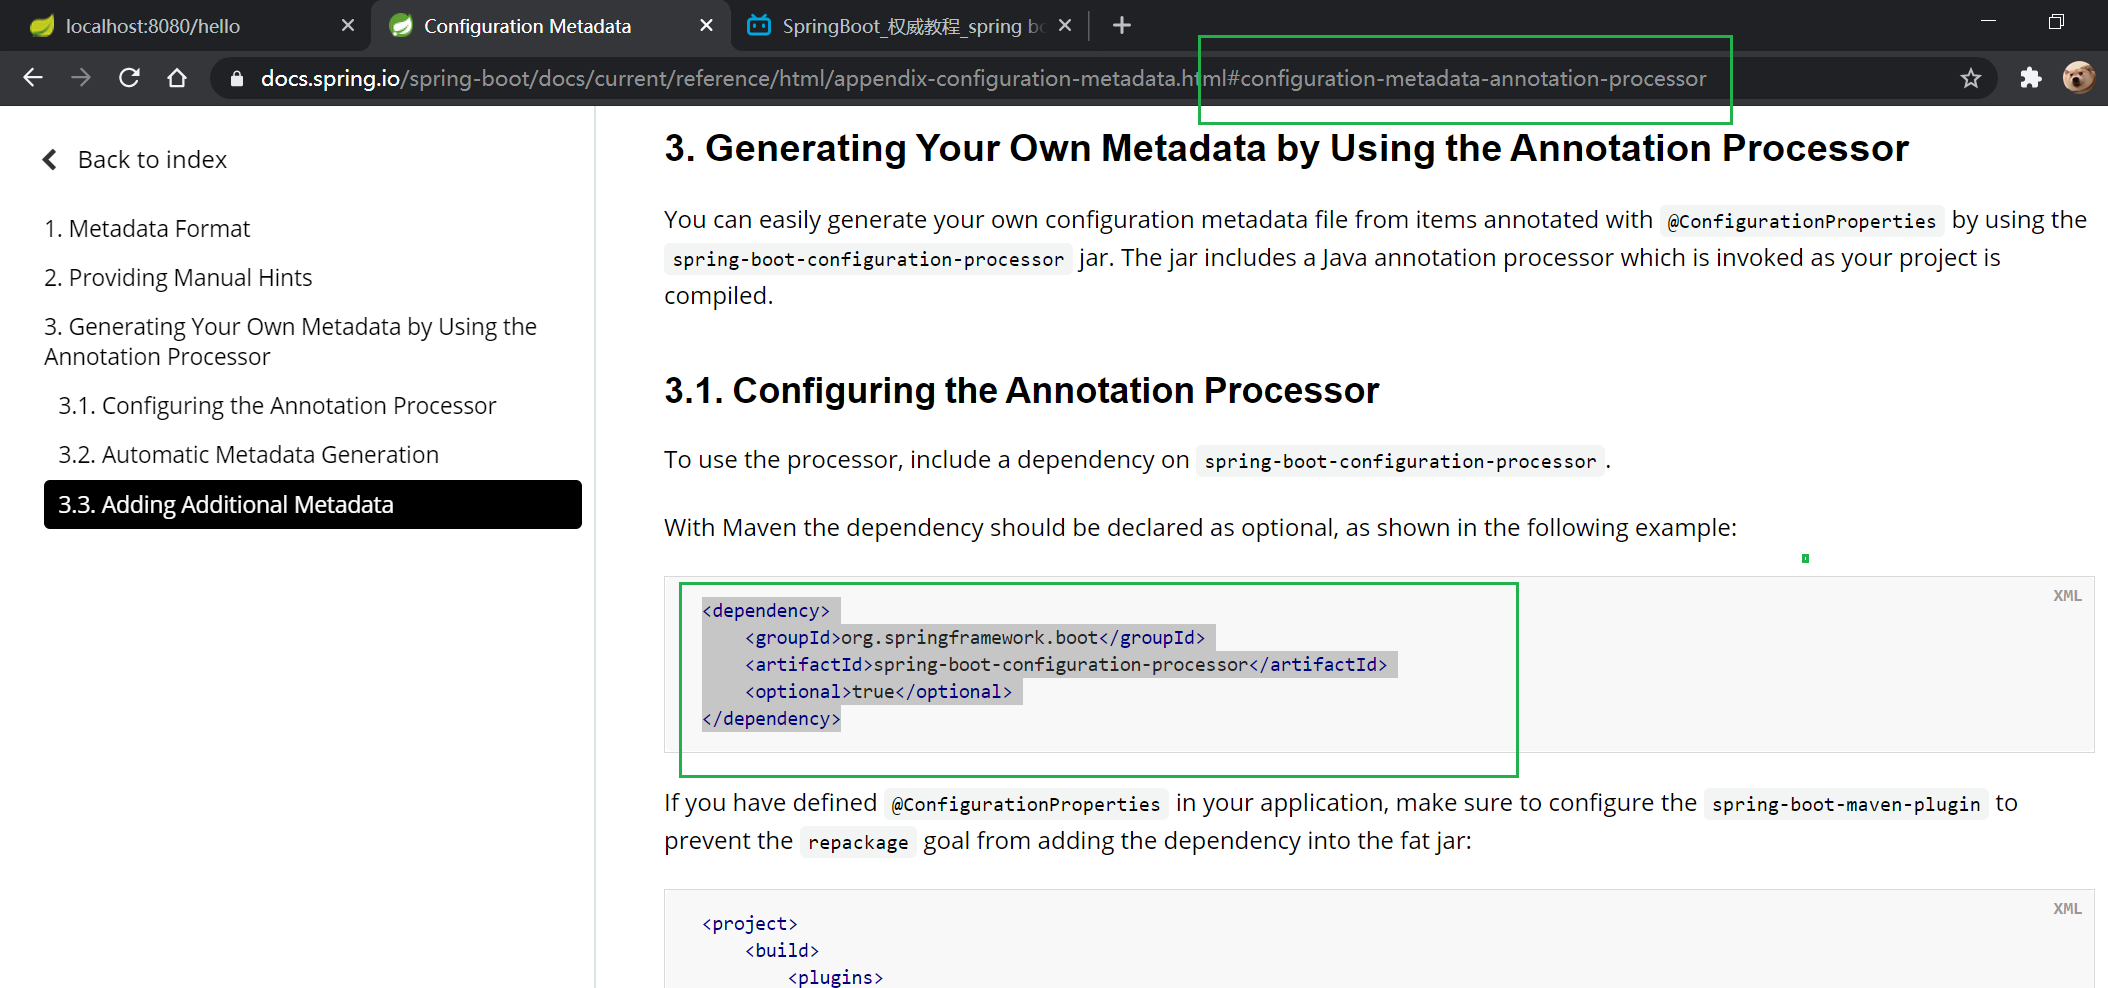 localhost:8080/hello
Configuration Metadata
SpringBoot_权威教程_spring bo
docs.spring.io/spring-boot/docs/current/reference/html/appendix-configuration-metadata.html#configuration-metadata-annotation-processor
Back to index
1. Metadata Format
2. Providing Manual Hints
3. Generating Your Own Metadata by Using the
Annotation Processor
3.1. Configuring the Annotation Processor
3.2. Automatic Metadata Generation
3.3. Adding Additional Metadata
3. Generating Your Own Metadata by Using the Annotation Processor
You can easily generate your own configuration metadata file from items annotated with @ConfigurationProperties by using the
spring-boot-configuration-processor jar. The jar includes a Java annotation processor which is invoked as your project is
compiled.
3.1. Configuring the Annotation Processor
To use the processor, include a dependency on spring-boot-configuration-processor.
With Maven the dependency should be declared as optional, as shown in the following example:
XML
<dependency>
    <groupId>org.springframework.boot</groupId>
    <artifactId>spring-boot-configuration-processor</artifactId>
    <optional>true</optional>
</dependency>
If you have defined @ConfigurationProperties in your application, make sure to configure the spring-boot-maven-plugin to
prevent the repackage goal from adding the dependency into the fat jar:
XML
<project>
    <build>
        <plugins>